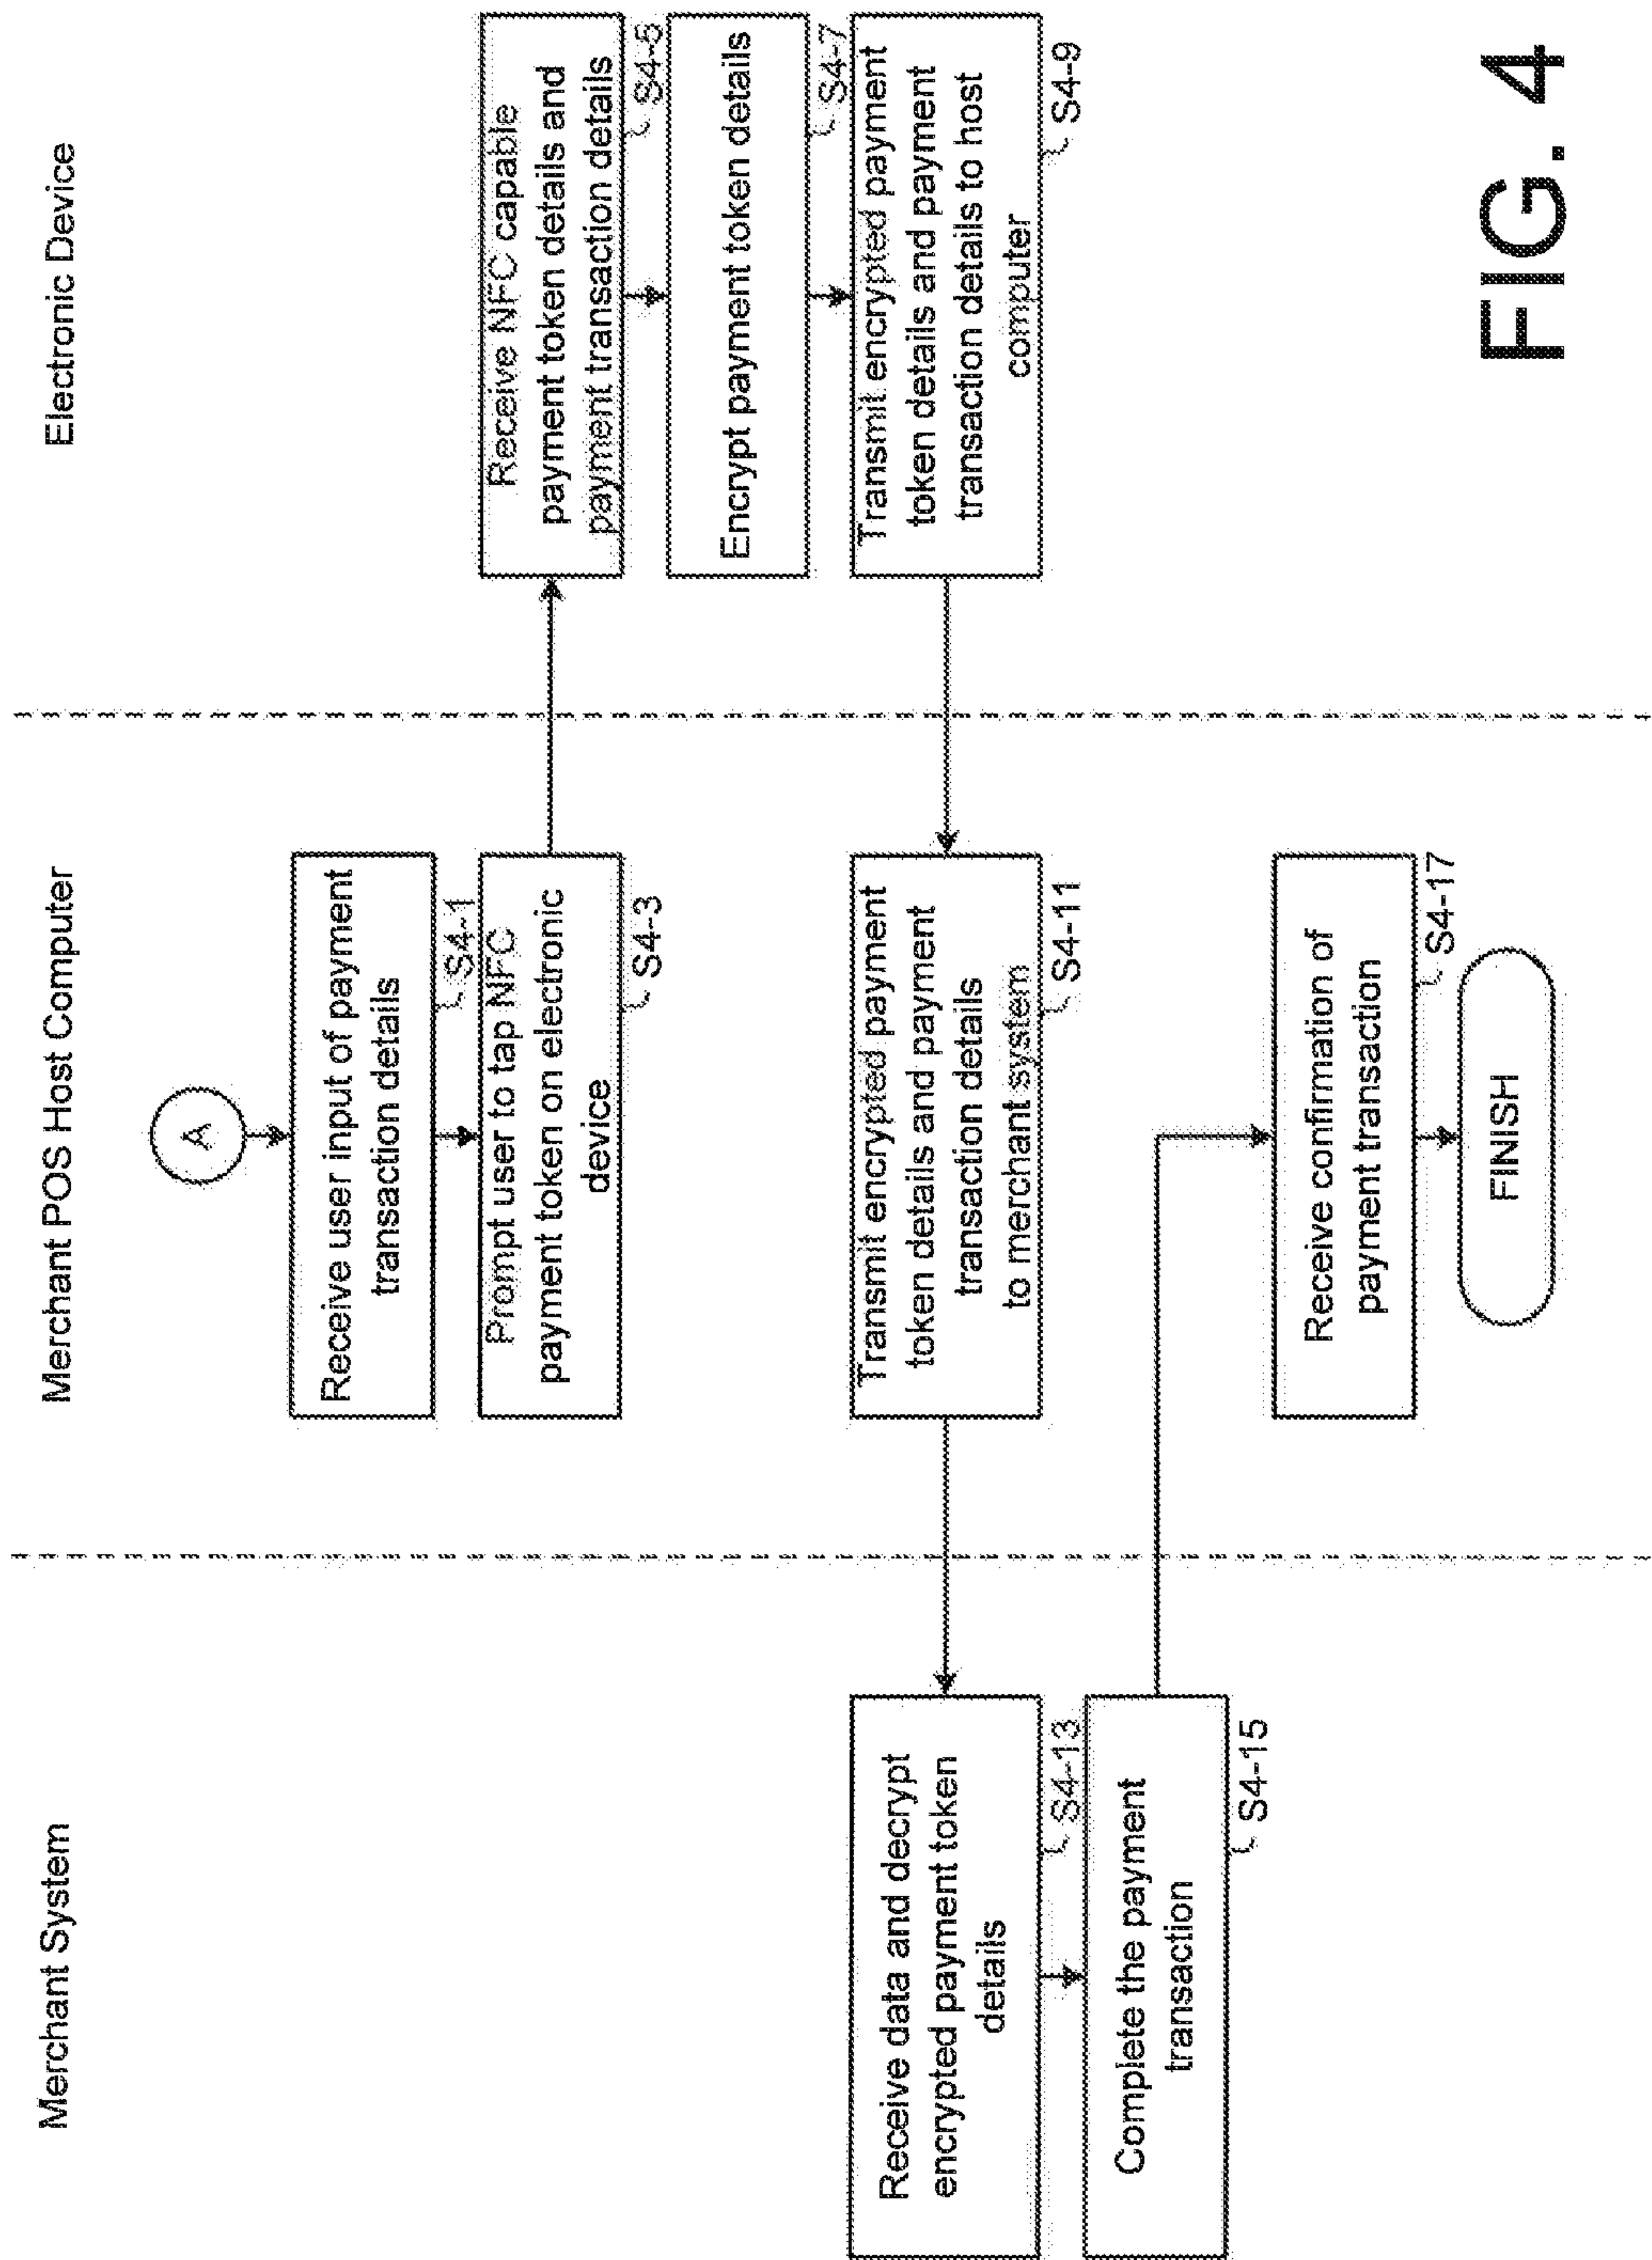 Merchant System
Merchant POS Host Computer
Electronic Device
A
Receive user input of payment
transaction details
S4-1
Prompt user to tap NFC
payment token on electronic
device
S4-3
Receive NFC capable
payment token details and
payment transaction details
S4-5
Encrypt payment token details
S4-7
Transmit encrypted payment
token details and payment
transaction details to host
computer
S4-9
Transmit encrypted payment
token details and payment
transaction details
to merchant system
S4-11
Receive data and decrypt
encrypted payment token
details
S4-13
Complete the payment
transaction
S4-15
Receive confirmation of
payment transaction
S4-17
FINISH
FIG. 4